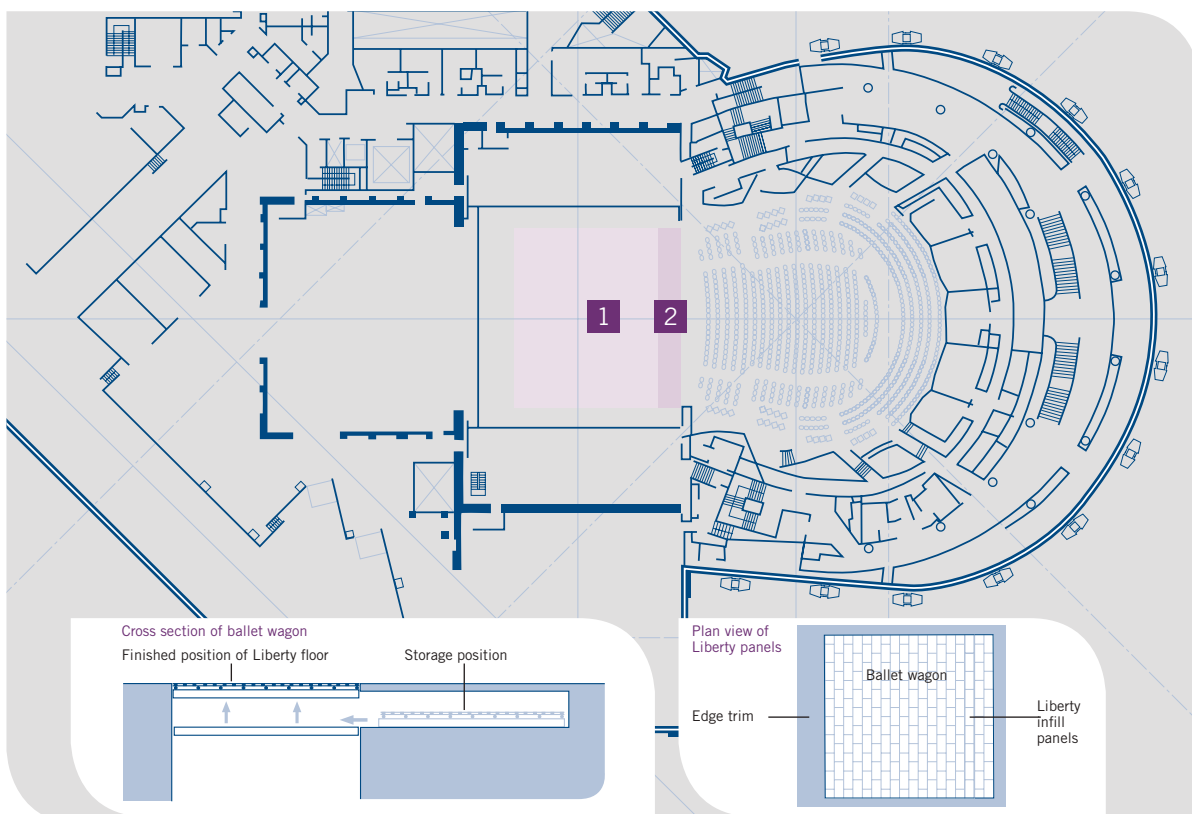 1
2
Cross section of ballet wagon
Finished position of Liberty floor
Storage position
Plan view of
Liberty panels
Ballet wagon
Edge trim
Liberty
infill
panels